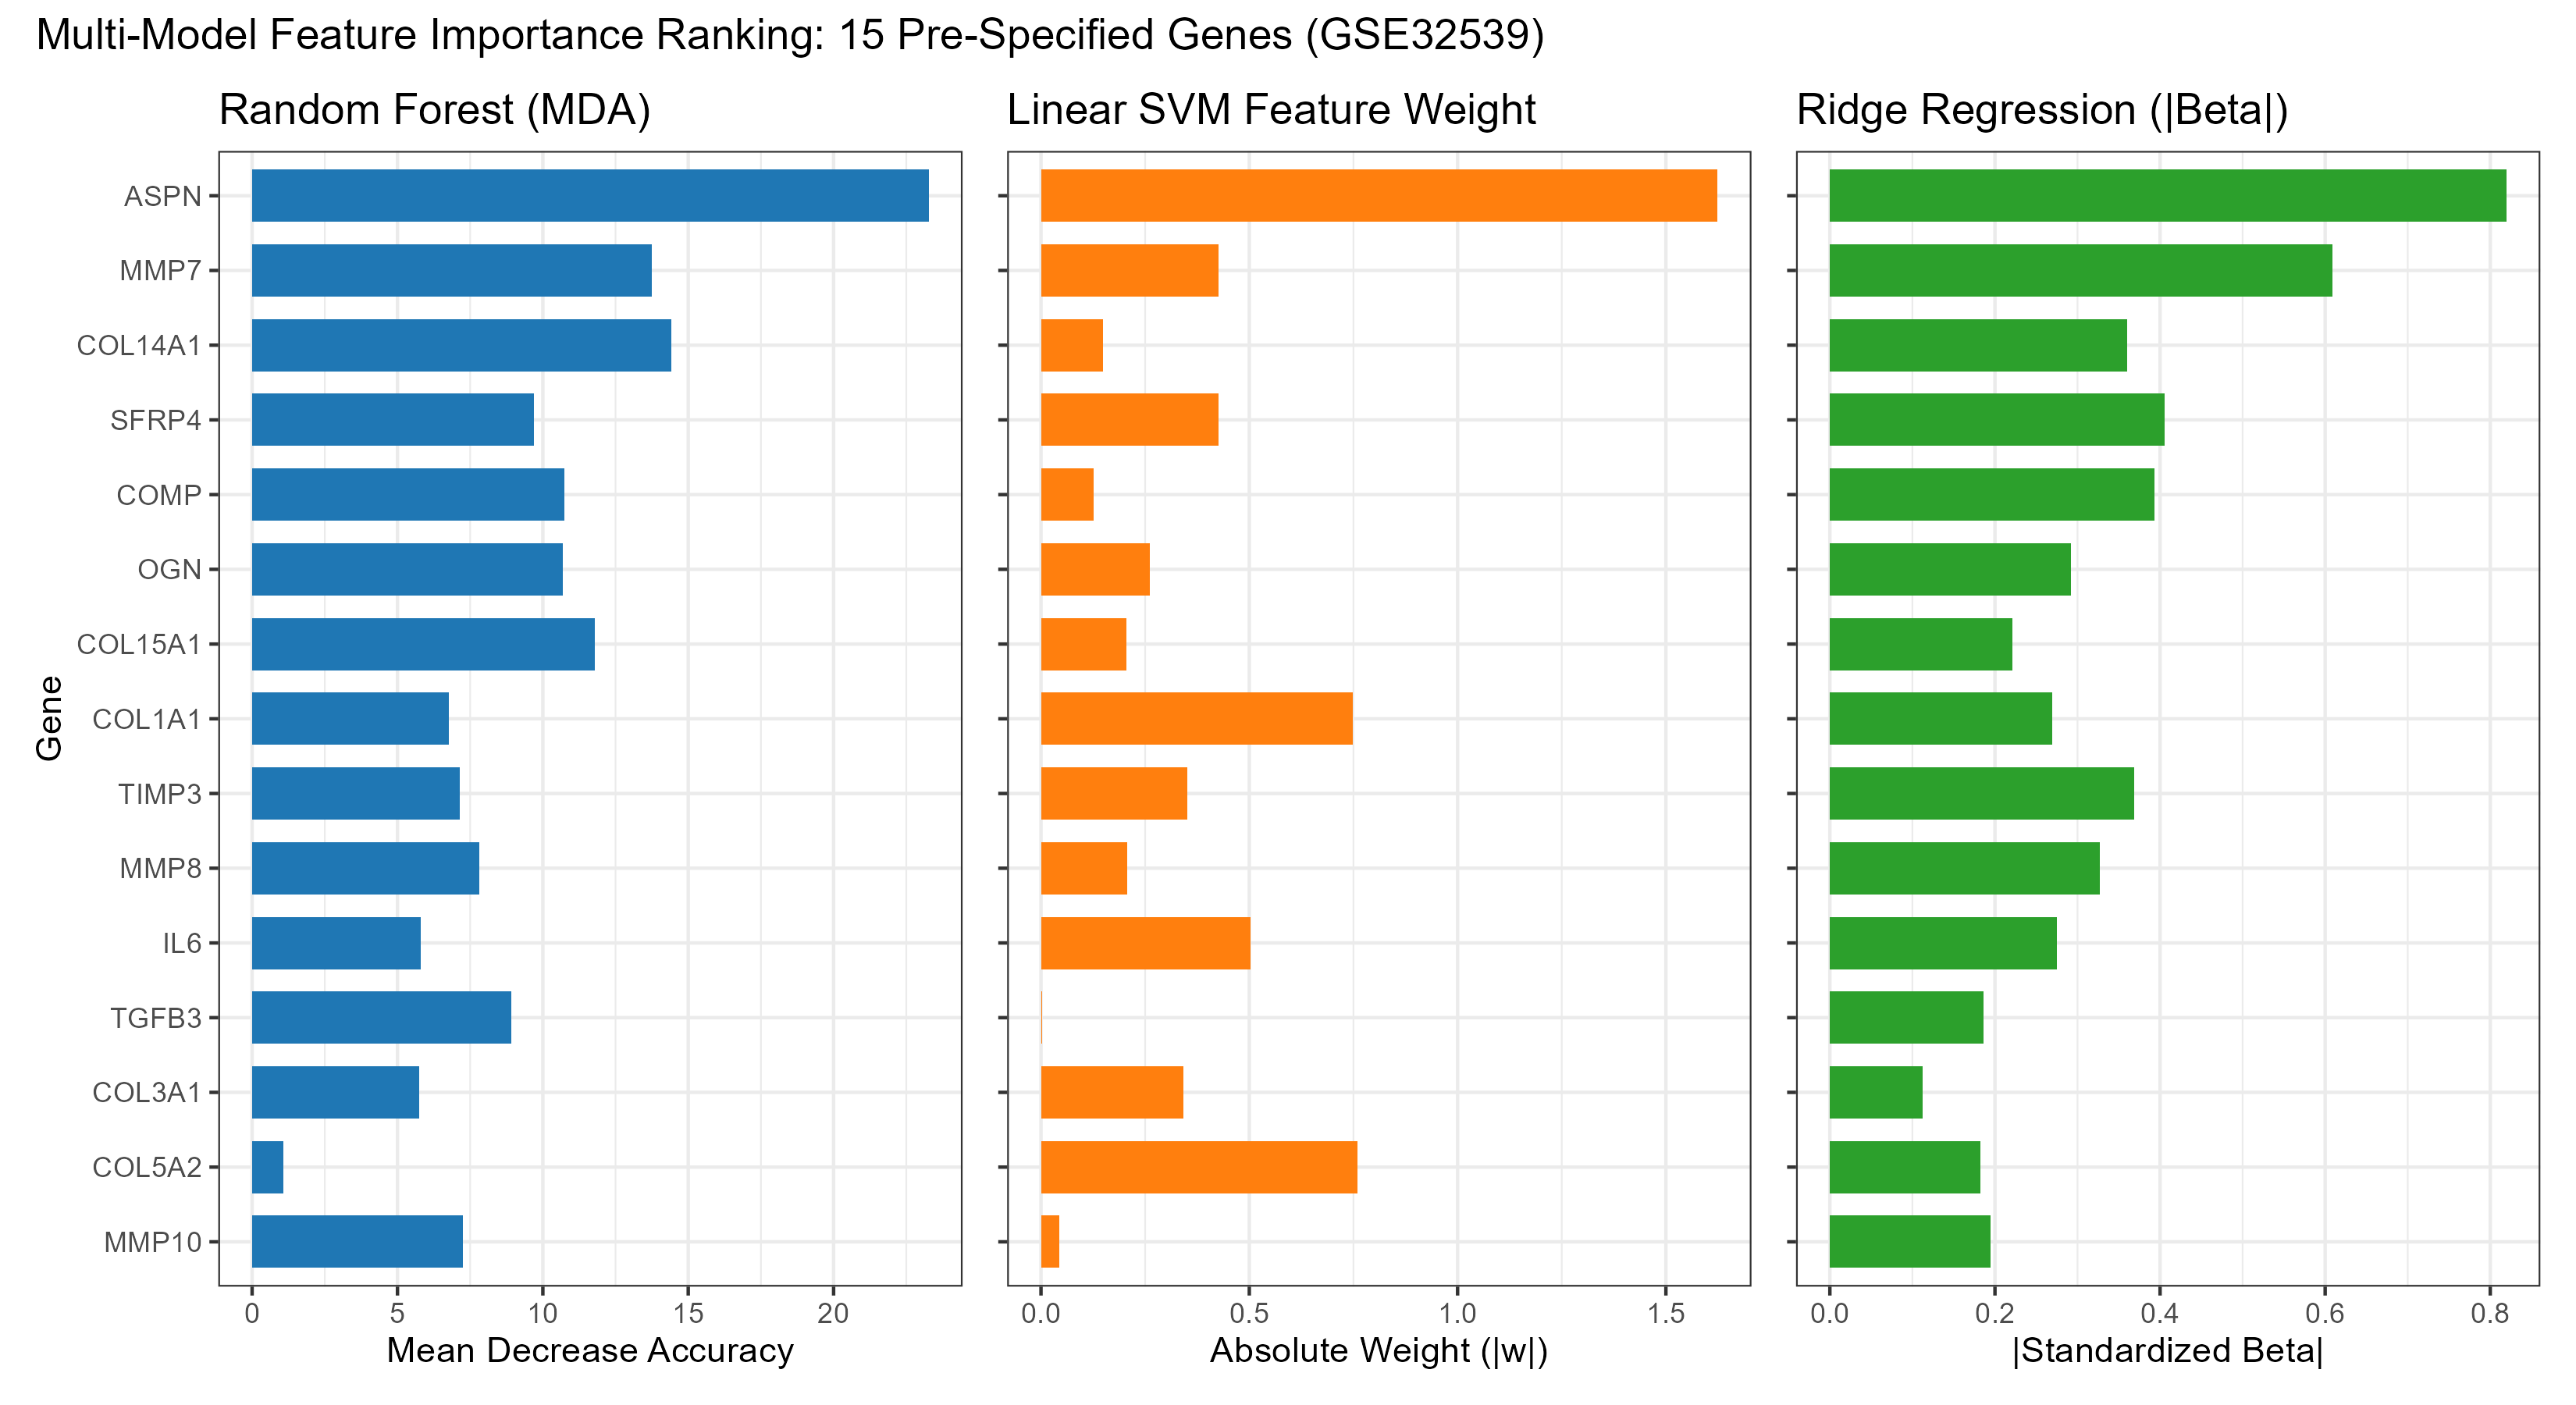 Multi-Model Feature Importance Ranking: 15 Pre-Specified Genes (GSE32539)
Random Forest (MDA)
Linear SVM Feature Weight
Ridge Regression (|Beta|)
Gene
ASPN
MMP7
COL14A1
SFRP4
COMP
OGN
COL15A1
COL1A1
TIMP3
MMP8
IL6
TGFB3
COL3A1
COL5A2
MMP10
0 5 10 15 20
0.0 0.5 1.0 1.5
0.0 0.2 0.4 0.6 0.8
Mean Decrease Accuracy
Absolute Weight (|w|)
|Standardized Beta|